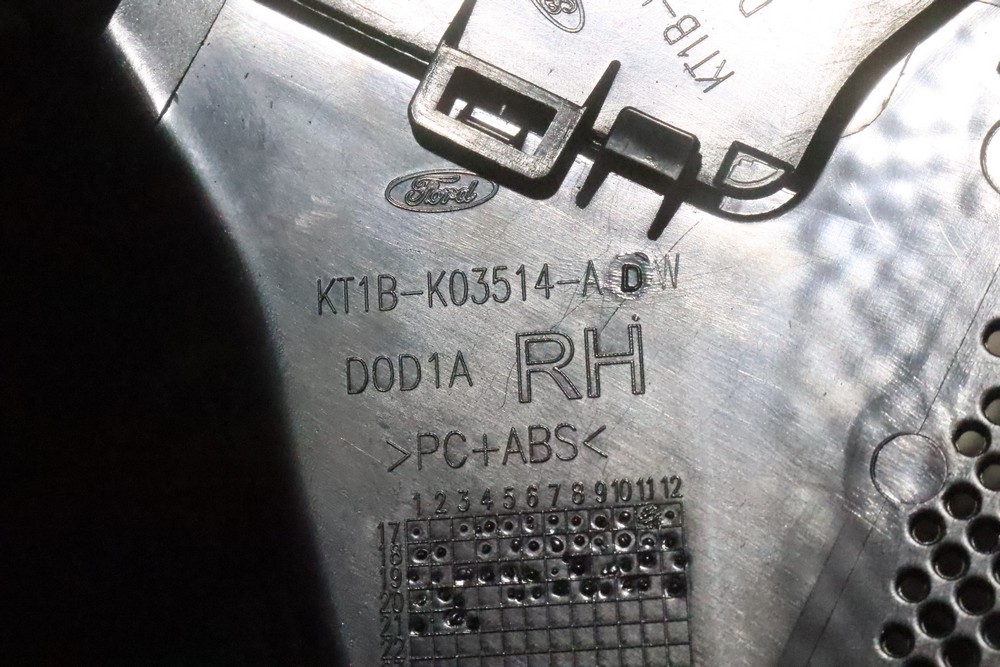 KT1B-
D
Ford
KT1B-K03514-ADW
D0D1A RH
>PC+ABS<
1 2 3 4 5 6 7 8 9 10 11 12
17
18
19
20
21
22